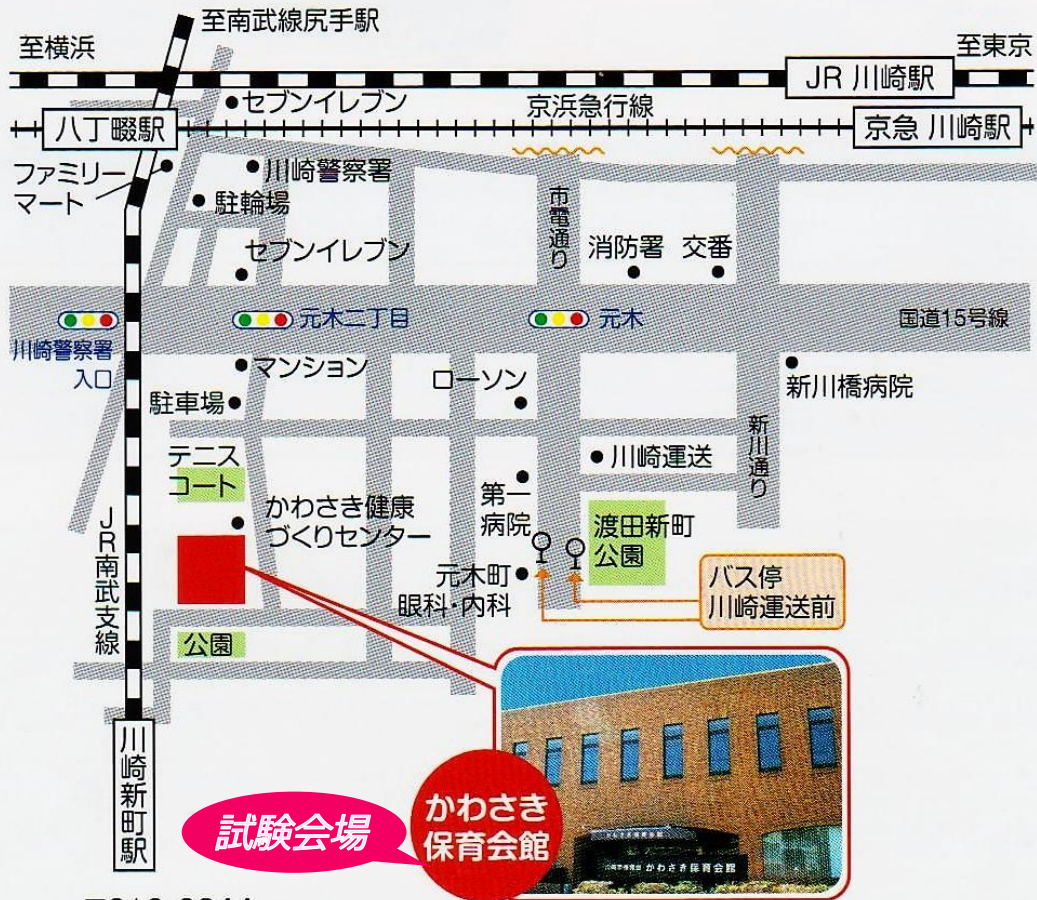 至南武線尻手駅
至横浜
至東京
JR 川崎駅
セブンイレブン
京浜急行線
八丁畷駅
京急 川崎駅
ファミリー
マート
川崎警察署
駐輪場
市電通り
セブンイレブン
消防署
交番
元木二丁目
元木
国道15号線
川崎警察署
入口
マンション
ローソン
新川橋病院
駐車場
新川通り
テニス
コート
川崎運送
かわさき健康
づくりセンター
第一
病院
渡田新町
公園
JR南武支線
元木町
眼科・内科
バス停
川崎運送前
公園
川崎新町駅
試験会場
かわさき
保育会館
かわさき保育会館